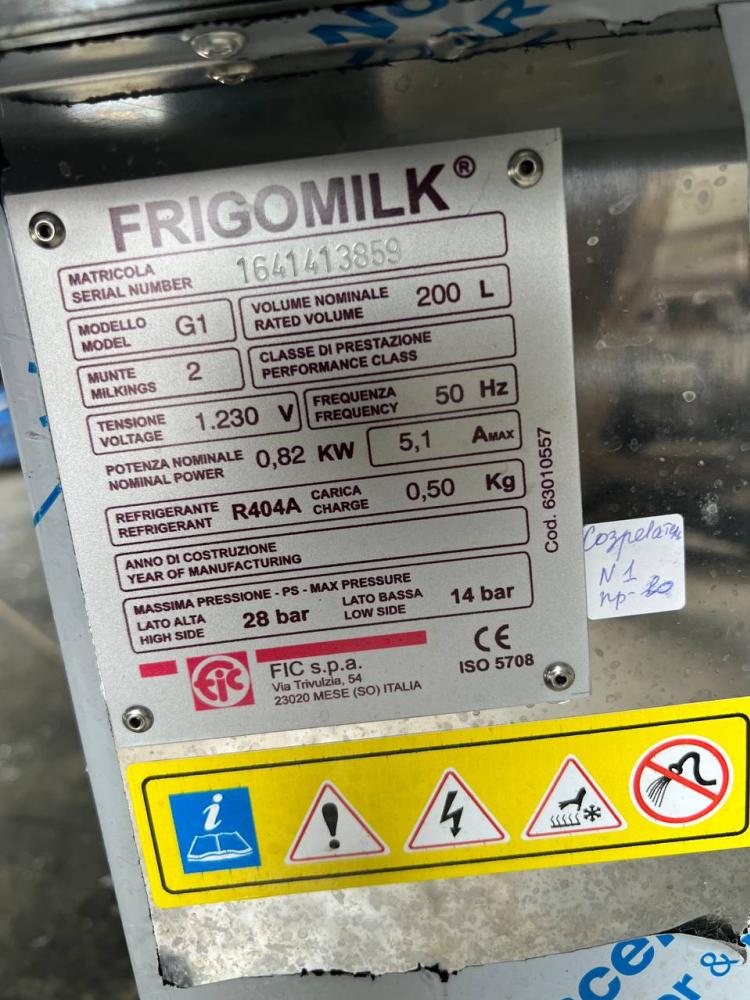 FRIGOMILK®
MATRICOLA
SERIAL NUMBER 1641413859
MODELLO
MODEL G1
VOLUME NOMINALE
RATED VOLUME 200 L
MUNTE
MILKINGS 2
CLASSE DI PRESTAZIONE
PERFORMANCE CLASS
TENSIONE
VOLTAGE 1.230 V
FREQUENZA
FREQUENCY 50 Hz
POTENZA NOMINALE
NOMINAL POWER 0,82 KW
5,1 AMAX
REFRIGERANTE
REFRIGERANT R404A
CARICA
CHARGE 0,50 Kg
ANNO DI COSTRUZIONE
YEAR OF MANUFACTURING
MASSIMA PRESSIONE - PS - MAX PRESSURE
LATO ALTA
HIGH SIDE 28 bar
LATO BASSA
LOW SIDE 14 bar
Cod. 63010557
FIC
FIC s.p.a.
Via Trivulzia, 54
23020 MESE (SO) ITALIA
CE
ISO 5708
N 1
пр-
i